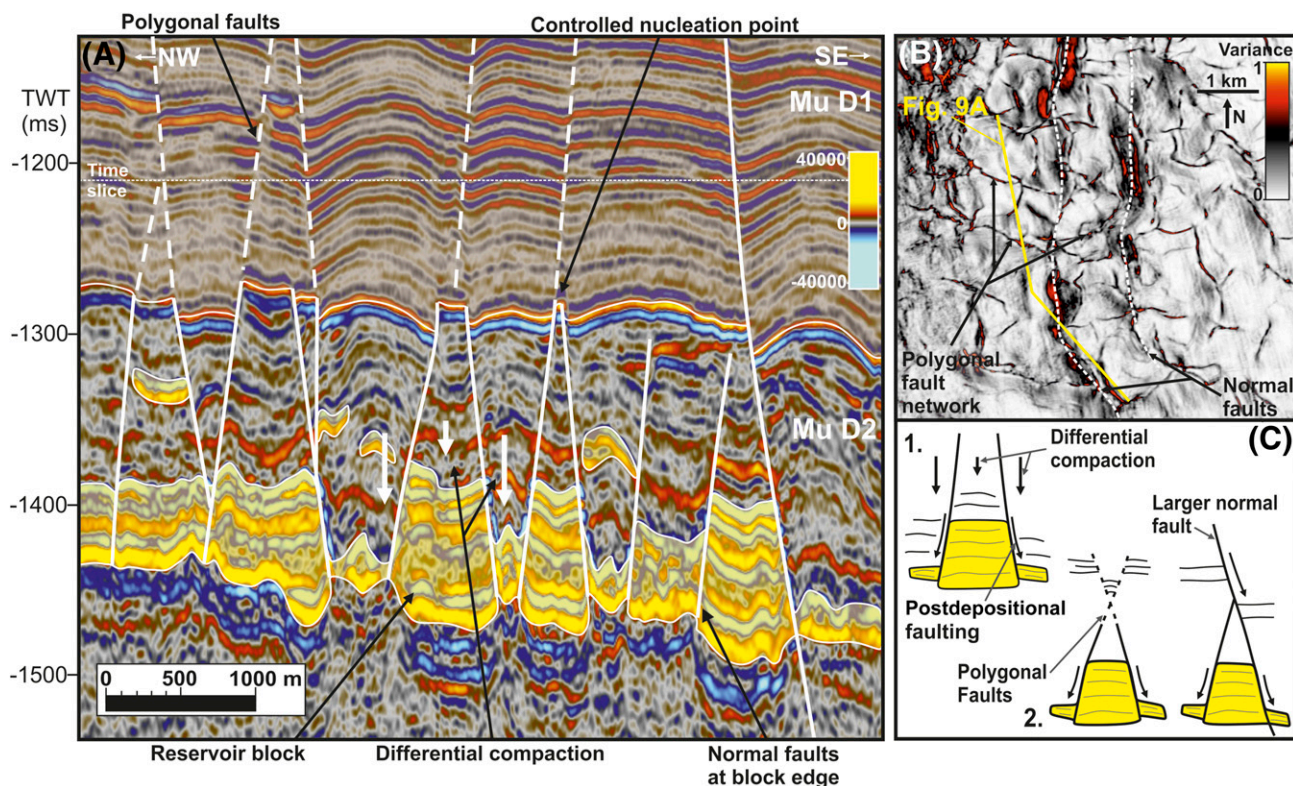 Polygonal faults
Controlled nucleation point
(A)
←NW
SE→
TWT
(ms)
Mu D1
-1200
Time
slice
40000
0
-40000
-1300
Mu D2
-1400
-1500
0 500 1000 m
Reservoir block
Differential compaction
Normal faults
at block edge
(B)
Variance
1
0
1 km
N
Fig. 9A
Polygonal
fault
network
Normal
faults
(C)
1.
Differential
compaction
Larger normal
fault
Postdepositional
faulting
Polygonal
Faults
2.